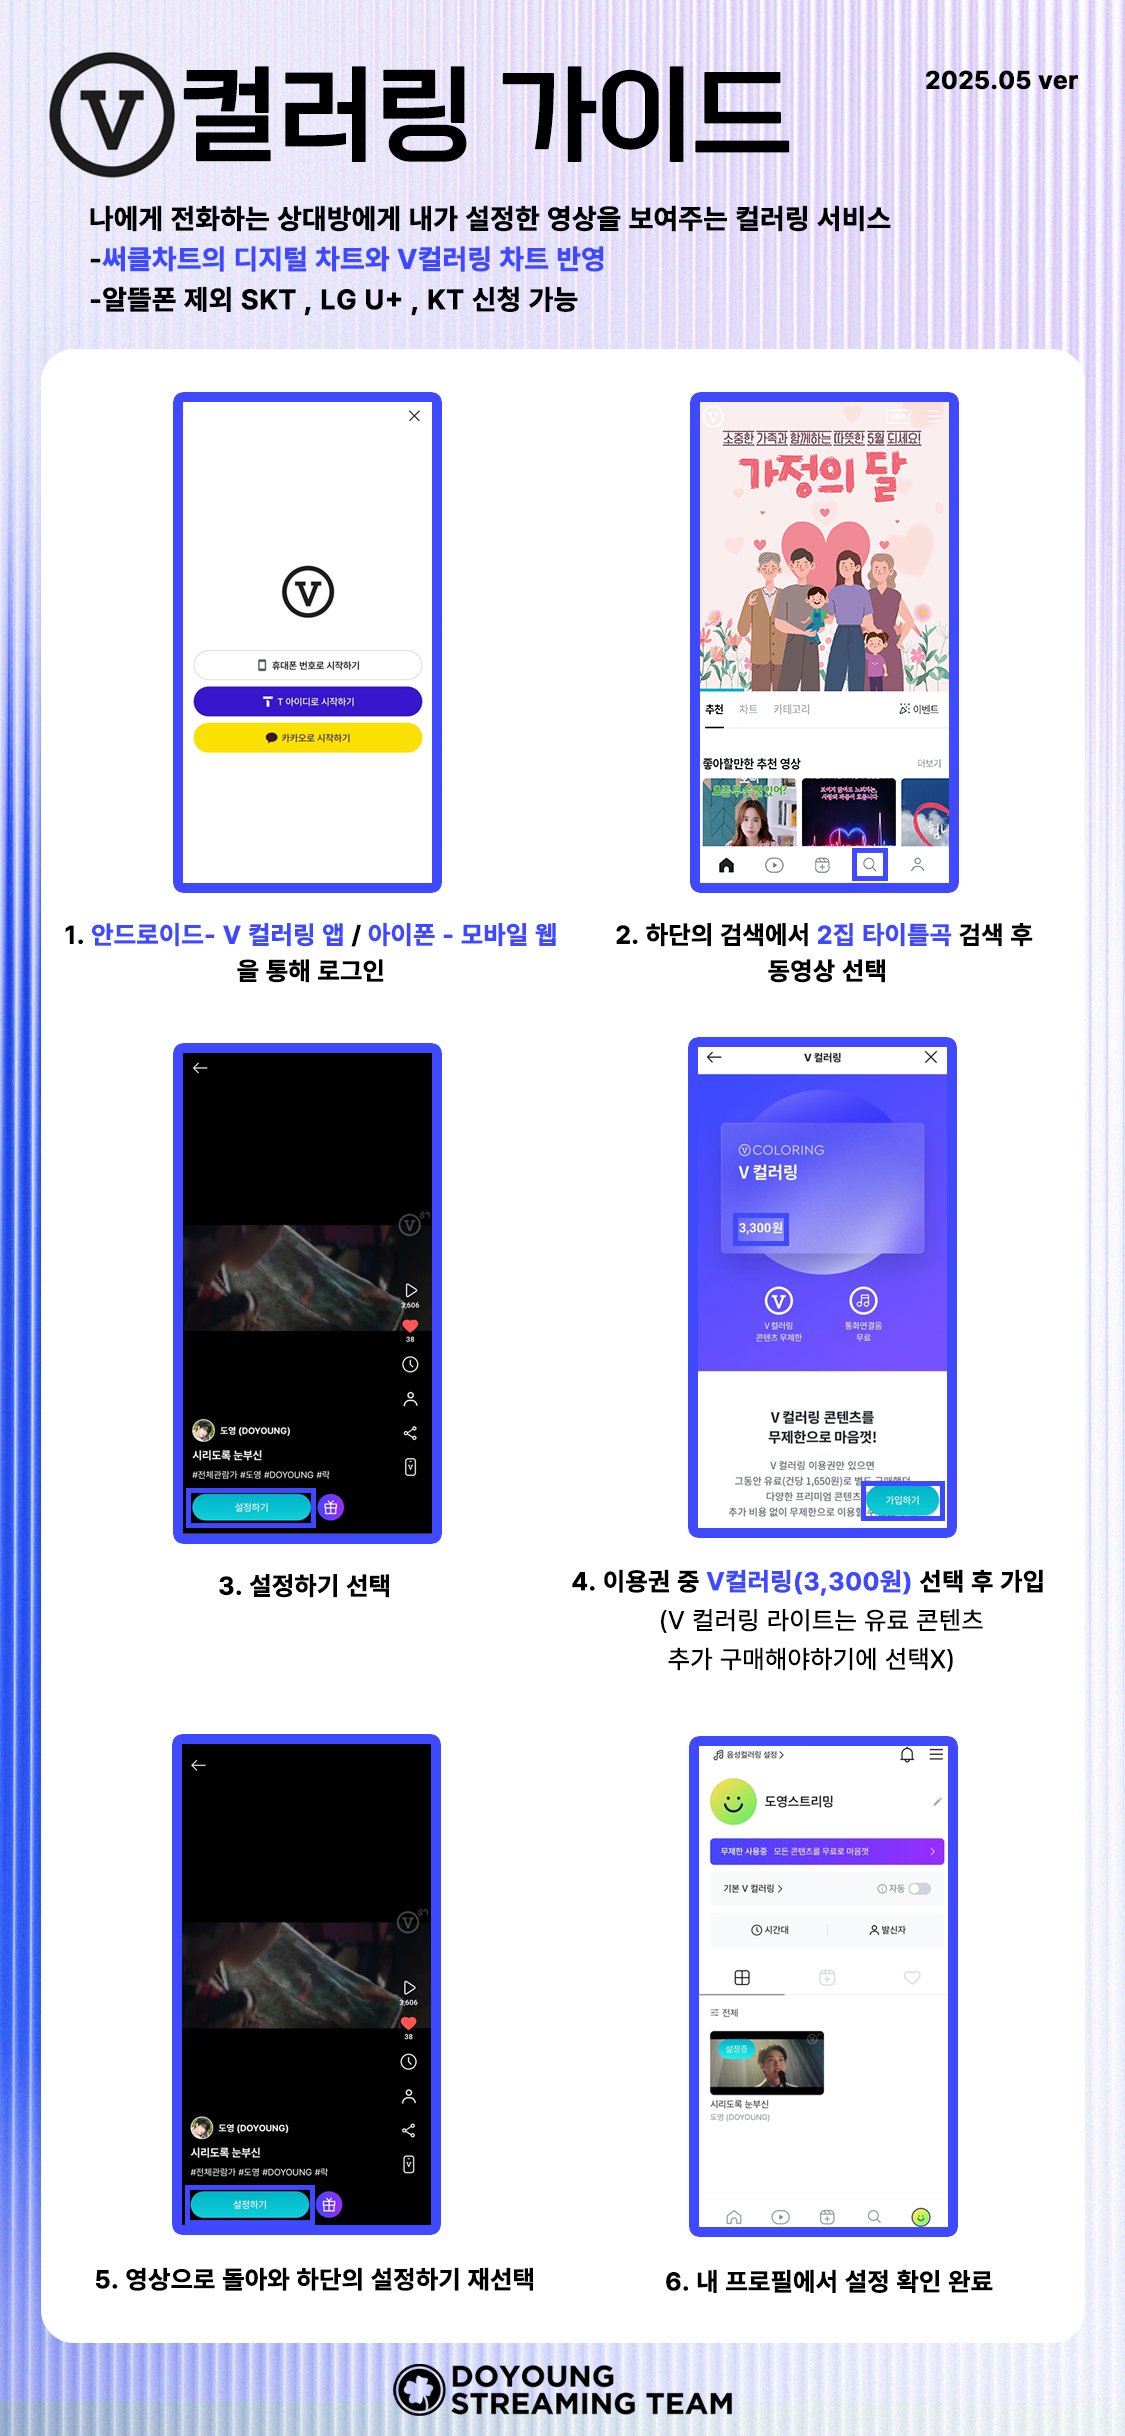 V컬러링 가이드
2025.05 ver
나에게 전화하는 상대방에게 내가 설정한 영상을 보여주는 컬러링 서비스
-써클차트의 디지털 차트와 V컬러링 차트 반영
-알뜰폰 제외 SKT , LG U+ , KT 신청 가능
V
휴대폰 번호로 시작하기
T 아이디로 시작하기
카카오로 시작하기
1. 안드로이드- V 컬러링 앱 / 아이폰 - 모바일 웹
을 통해 로그인
V
소중한 가족과 함께하는 따뜻한 5월 되세요!
가정의 달
추천 차트 카테고리 이벤트
좋아할만한 추천 영상 더보기
2. 하단의 검색에서 2집 타이틀곡 검색 후
동영상 선택
V
3,606
38
도영 (DOYOUNG)
시리도록 눈부신
#전체관람가 #도영 #DOYOUNG #락
설정하기
3. 설정하기 선택
V 컬러링
V COLORING
V 컬러링
3,300원
V
V 컬러링
콘텐츠 무제한
통화연결음
무료
V 컬러링 콘텐츠를
무제한으로 마음껏!
V 컬러링 이용권만 있으면
그동안 유료(건당 1,650원)로 별도 구매했던
다양한 프리미엄 콘텐츠
추가 비용 없이 무제한으로 이용할
가입하기
4. 이용권 중 V컬러링(3,300원) 선택 후 가입
(V 컬러링 라이트는 유료 콘텐츠
추가 구매해야하기에 선택X)
V
3,606
38
도영 (DOYOUNG)
시리도록 눈부신
#전체관람가 #도영 #DOYOUNG #락
설정하기
5. 영상으로 돌아와 하단의 설정하기 재선택
음성컬러링 설정
도영스트리밍
무제한 사용중 모든 콘텐츠를 무료로 마음껏
기본 V 컬러링 자동
시간대 발신자
전체
설정중
시리도록 눈부신
도영 (DOYOUNG)
6. 내 프로필에서 설정 확인 완료
DOYOUNG
STREAMING TEAM